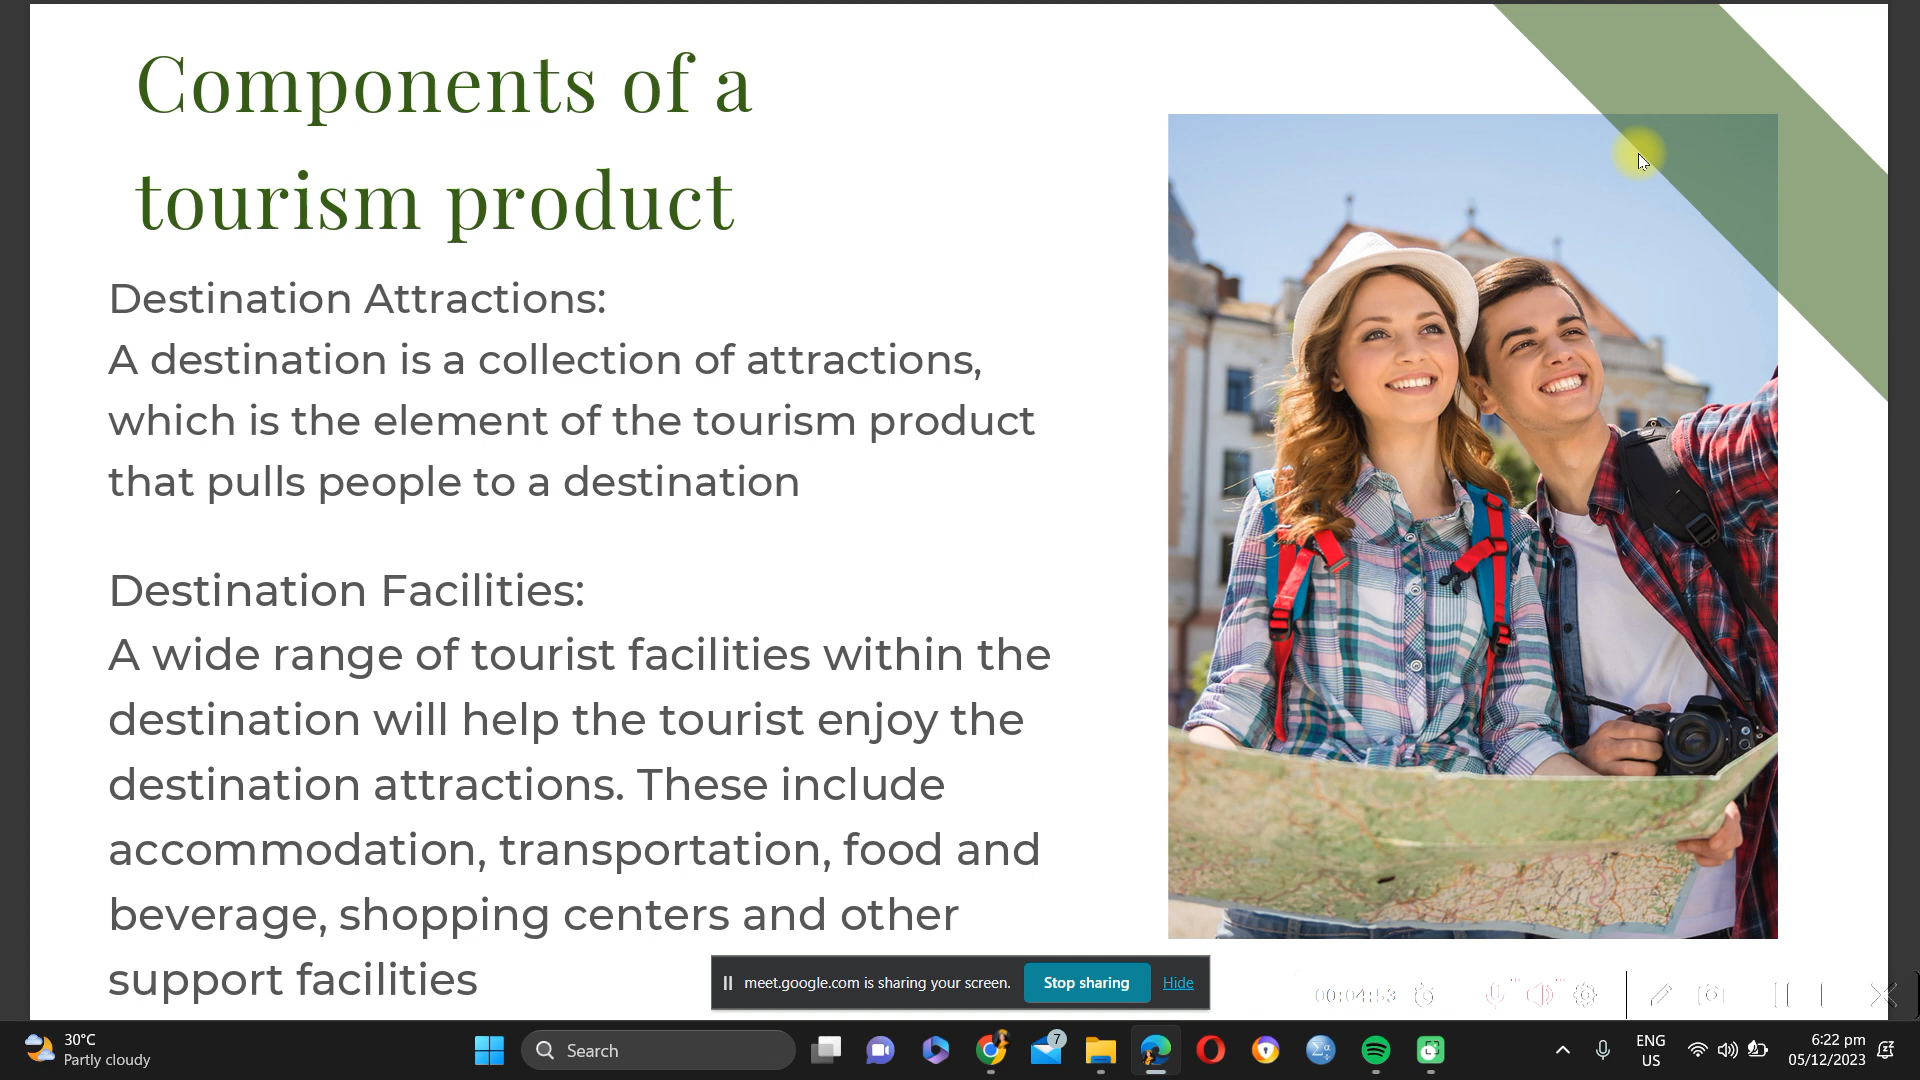 Components of a
tourism product
Destination Attractions:
A destination is a collection of attractions,
which is the element of the tourism product
that pulls people to a destination
Destination Facilities:
A wide range of tourist facilities within the
destination will help the tourist enjoy the
destination attractions. These include
accommodation, transportation, food and
beverage, shopping centers and other
support facilities
meet.google.com is sharing your screen.
Stop sharing
Hide
00:04:53
30°C
Partly cloudy
Search
7
ENG
US
6:22 pm
05/12/2023